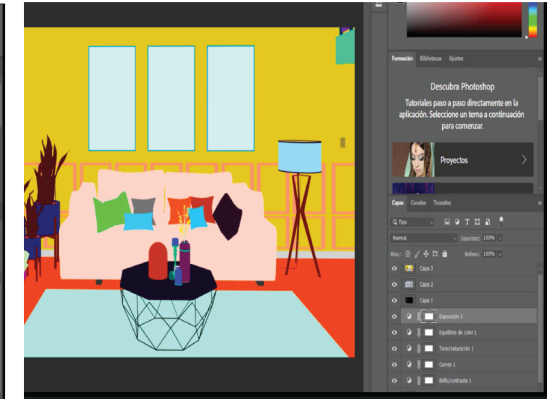 Formación Bibliotecas Ajustes
Descubra Photoshop
Tutoriales paso a paso directamente en la
aplicación. Seleccione un tema a continuación
para comenzar.
Proyectos
Capas Canales Trazados
Tipo
Normal Opacidad: 100%
Bloq.: Relleno: 100%
Capa 3
Capa 2
Capa 1
Exposición 1
Equilibrio de color 1
Tono/saturación 1
Curvas 1
Brillo/contraste 1